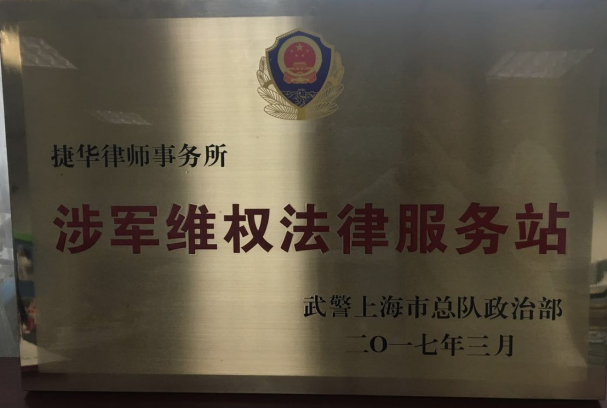 捷华律师事务所
涉军维权法律服务站
武警上海市总队政治部
二〇一七年三月